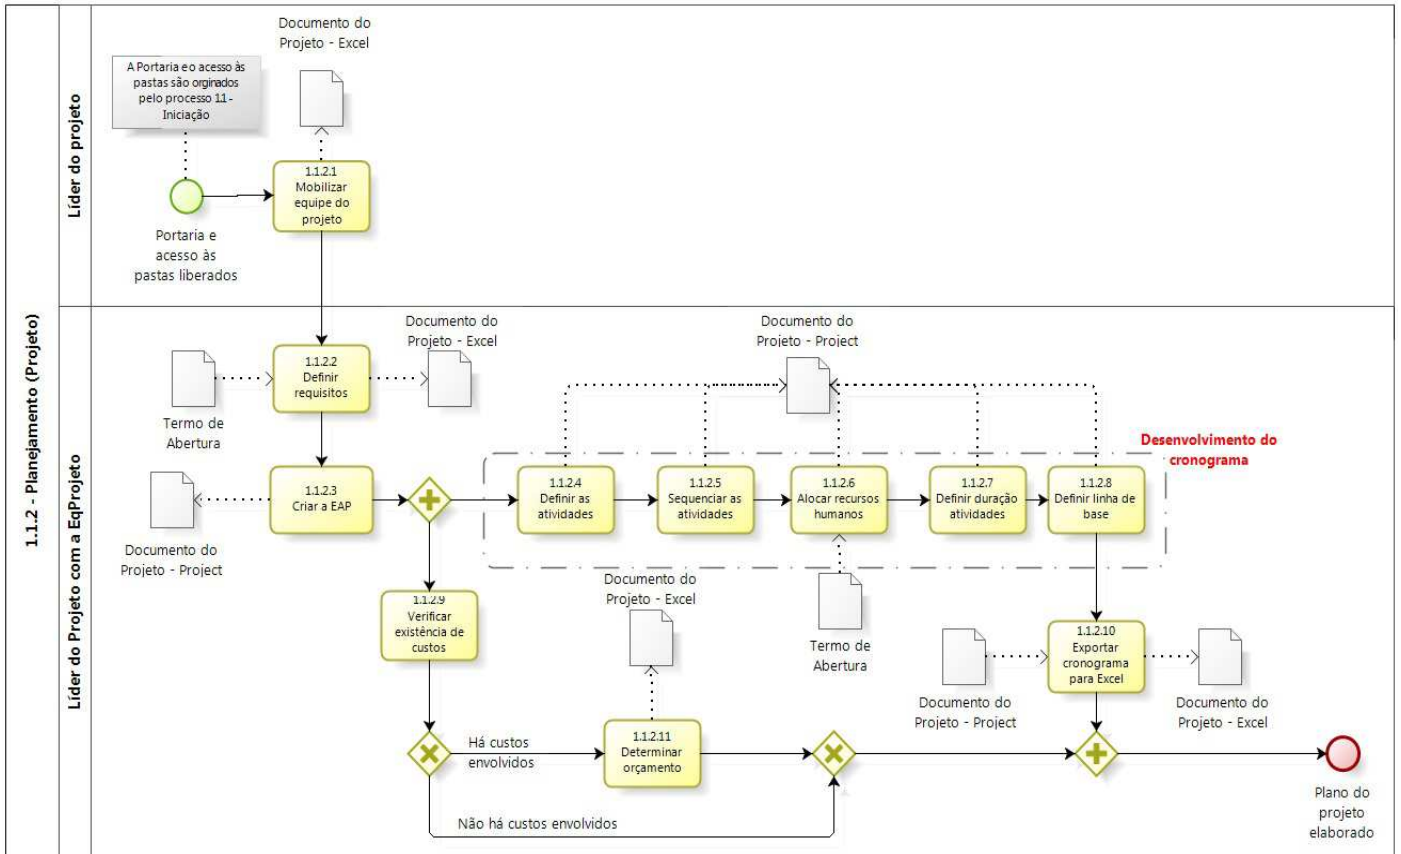 1.1.2 - Planejamento (Projeto)
Líder do projeto
Documento do
Projeto - Excel
A Portaria e o acesso às
pastas são orginados
pelo processo 1.1 -
Iniciação
1.1.2.1
Mobilizar
equipe do
projeto
Portaria e
acesso às
pastas liberados
Líder do Projeto com a EqProjeto
Termo de
Abertura
1.1.2.2
Definir
requisitos
Documento do
Projeto - Excel
Documento do
Projeto - Project
Desenvolvimento do
cronograma
Documento do
Projeto - Project
1.1.2.3
Criar a EAP
1.1.2.4
Definir as
atividades
1.1.2.5
Sequenciar as
atividades
1.1.2.6
Alocar recursos
humanos
1.1.2.7
Definir duração
atividades
1.1.2.8
Definir linha de
base
1.1.2.9
Verificar
existência de
custos
Documento do
Projeto - Excel
Termo de
Abertura
Documento do
Projeto - Project
1.1.2.10
Exportar
cronograma
para Excel
Documento do
Projeto - Excel
Há custos
envolvidos
1.1.2.11
Determinar
orçamento
Não há custos envolvidos
Plano do
projeto
elaborado